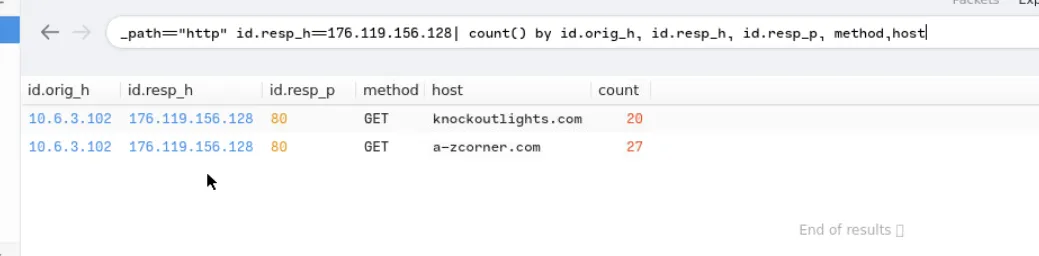 _path=="http" id.resp_h==176.119.156.128| count() by id.orig_h, id.resp_h, id.resp_p, method,host
id.orig_h id.resp_h id.resp_p method host count
10.6.3.102 176.119.156.128 80 GET knockoutlights.com 20
10.6.3.102 176.119.156.128 80 GET a-zcorner.com 27
End of results